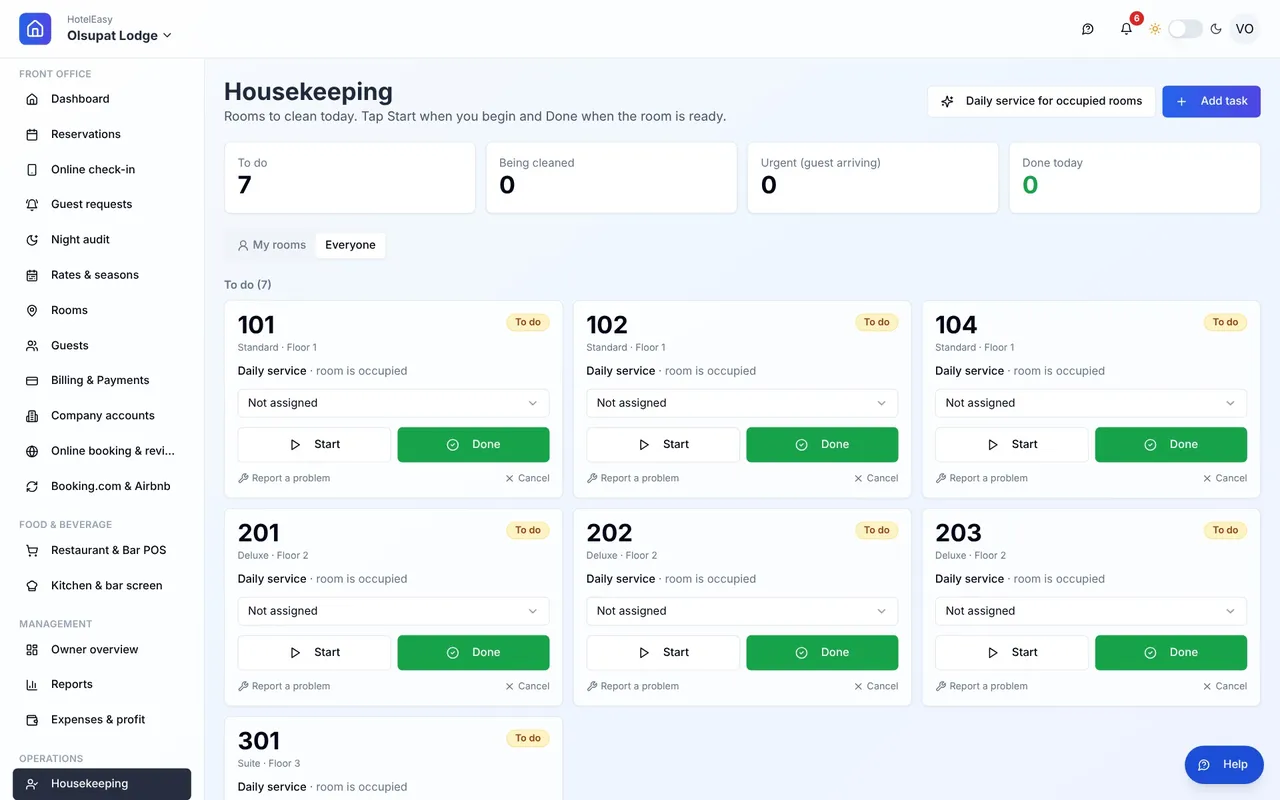 HotelEasy
Olsupat Lodge
6
VO
FRONT OFFICE
Dashboard
Reservations
Online check-in
Guest requests
Night audit
Rates & seasons
Rooms
Guests
Billing & Payments
Company accounts
Online booking & revi...
Booking.com & Airbnb
FOOD & BEVERAGE
Restaurant & Bar POS
Kitchen & bar screen
MANAGEMENT
Owner overview
Reports
Expenses & profit
OPERATIONS
Housekeeping
Housekeeping
Rooms to clean today. Tap Start when you begin and Done when the room is ready.
Daily service for occupied rooms
Add task
To do
7
Being cleaned
0
Urgent (guest arriving)
0
Done today
0
My rooms
Everyone
To do (7)
101
To do
Standard · Floor 1
Daily service · room is occupied
Not assigned
Start
Done
Report a problem
Cancel
102
To do
Standard · Floor 1
Daily service · room is occupied
Not assigned
Start
Done
Report a problem
Cancel
104
To do
Standard · Floor 1
Daily service · room is occupied
Not assigned
Start
Done
Report a problem
Cancel
201
To do
Deluxe · Floor 2
Daily service · room is occupied
Not assigned
Start
Done
Report a problem
Cancel
202
To do
Deluxe · Floor 2
Daily service · room is occupied
Not assigned
Start
Done
Report a problem
Cancel
203
To do
Deluxe · Floor 2
Daily service · room is occupied
Not assigned
Start
Done
Report a problem
Cancel
301
To do
Suite · Floor 3
Daily service · room is occupied
Help